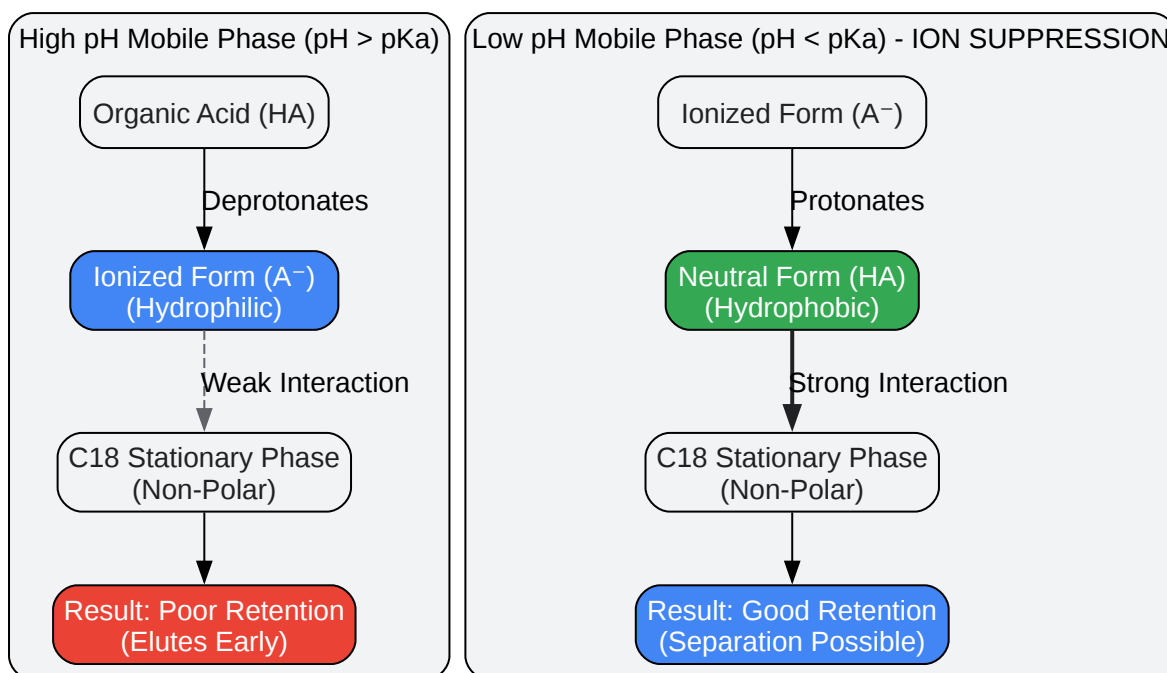 High pH Mobile Phase (pH > pKa)
Organic Acid (HA)
Deprotonates
Ionized Form (A⁻)
(Hydrophilic)
Weak Interaction
C18 Stationary Phase
(Non-Polar)
Result: Poor Retention
(Elutes Early)
Low pH Mobile Phase (pH < pKa) - ION SUPPRESSION
Ionized Form (A⁻)
Protonates
Neutral Form (HA)
(Hydrophobic)
Strong Interaction
C18 Stationary Phase
(Non-Polar)
Result: Good Retention
(Separation Possible)